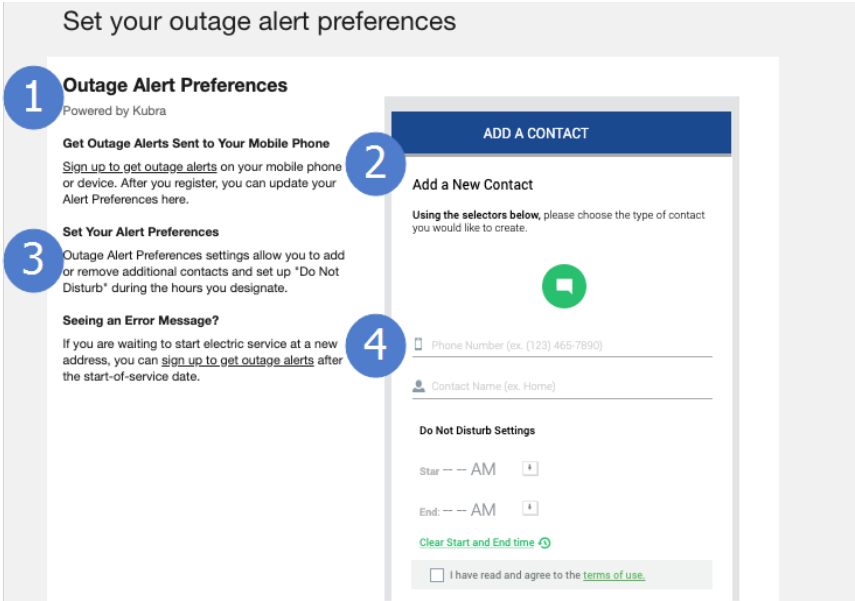 Set your outage alert preferences
1
Outage Alert Preferences
Powered by Kubra
Get Outage Alerts Sent to Your Mobile Phone
Sign up to get outage alerts on your mobile phone
or device. After you register, you can update your
Alert Preferences here.
3
Set Your Alert Preferences
Outage Alert Preferences settings allow you to add
or remove additional contacts and set up "Do Not
Disturb" during the hours you designate.
Seeing an Error Message?
If you are waiting to start electric service at a new
address, you can sign up to get outage alerts after
the start-of-service date.
ADD A CONTACT
2
Add a New Contact
Using the selectors below, please choose the type of contact
you would like to create.
4
Phone Number (ex. (123) 465-7890)
Contact Name (ex. Home)
Do Not Disturb Settings
Star -- -- AM
End: -- -- AM
Clear Start and End time
I have read and agree to the terms of use.